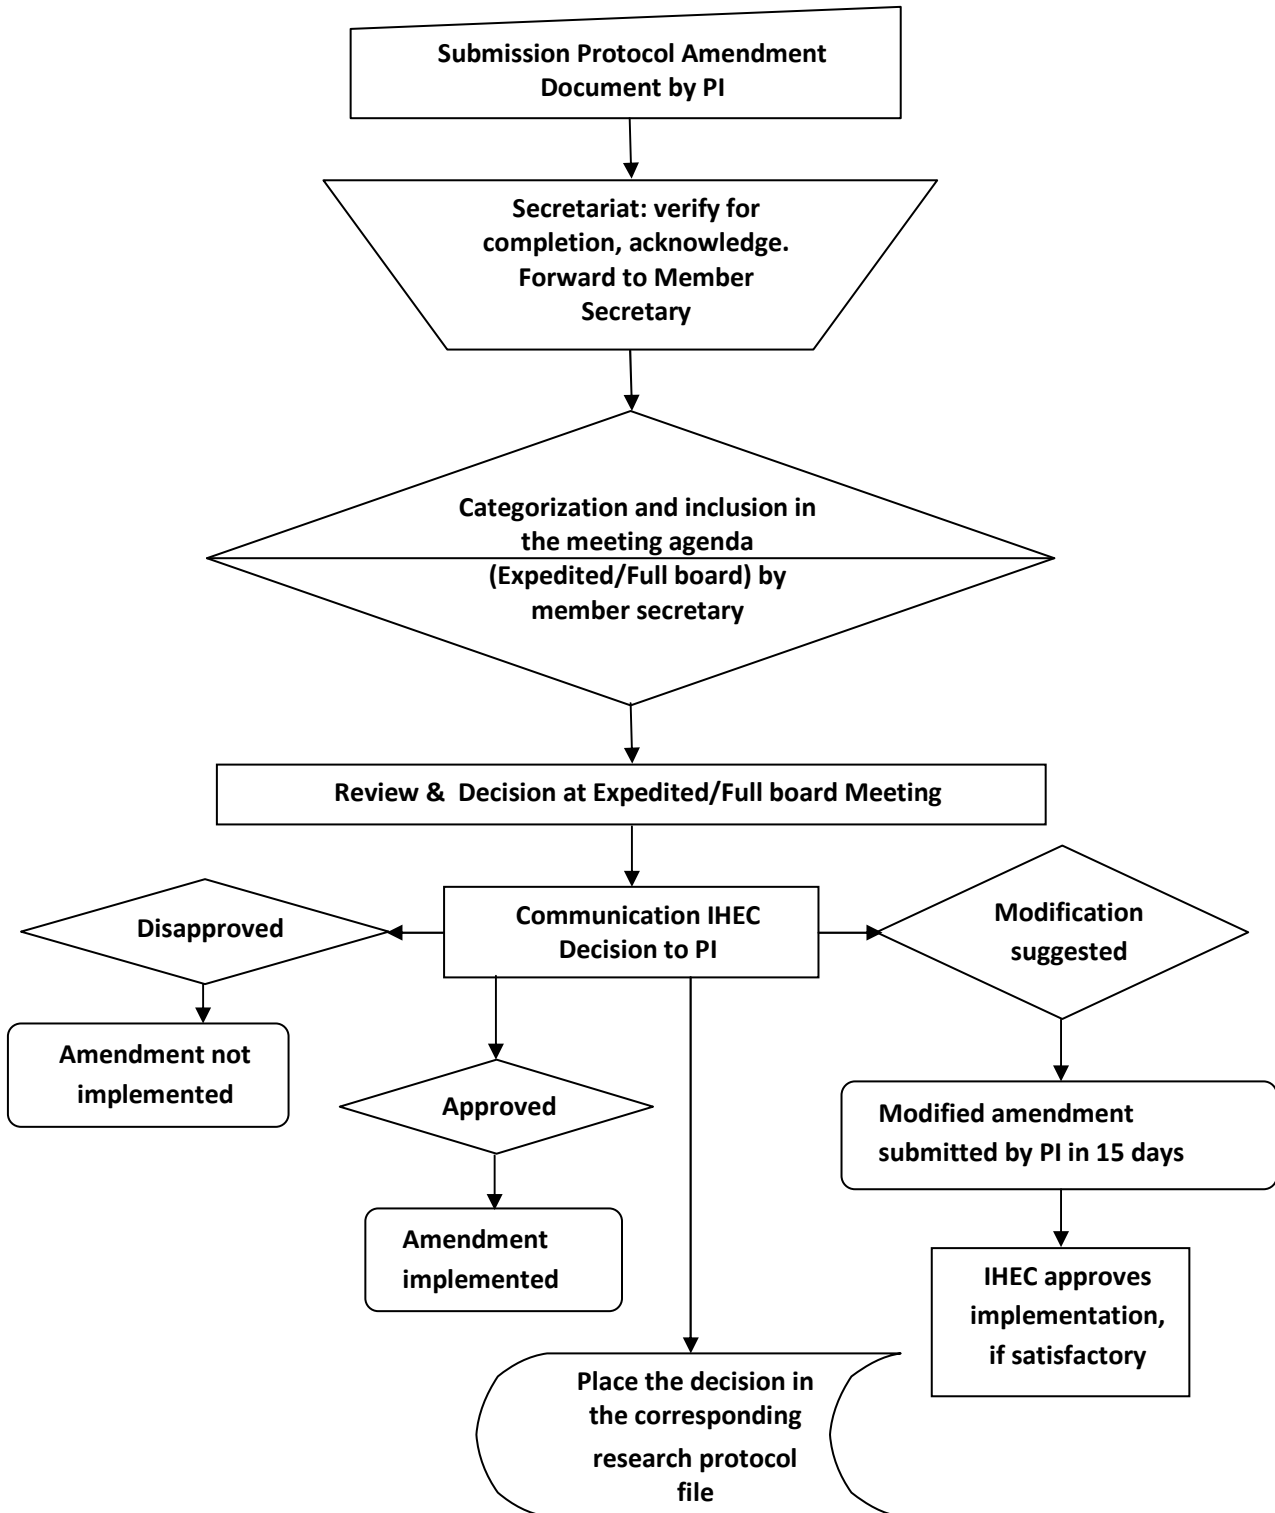 Submission Protocol Amendment
Document by PI
Secretariat: verify for
completion, acknowledge.
Forward to Member
Secretary
Categorization and inclusion in
the meeting agenda
(Expedited/Full board) by
member secretary
Review &  Decision at Expedited/Full board Meeting
Disapproved
Communication IHEC
Decision to PI
Modification
suggested
Amendment not
implemented
Approved
Modified amendment
submitted by PI in 15 days
Amendment
implemented
IHEC approves
implementation,
if satisfactory
Place the decision in
the corresponding
research protocol
file